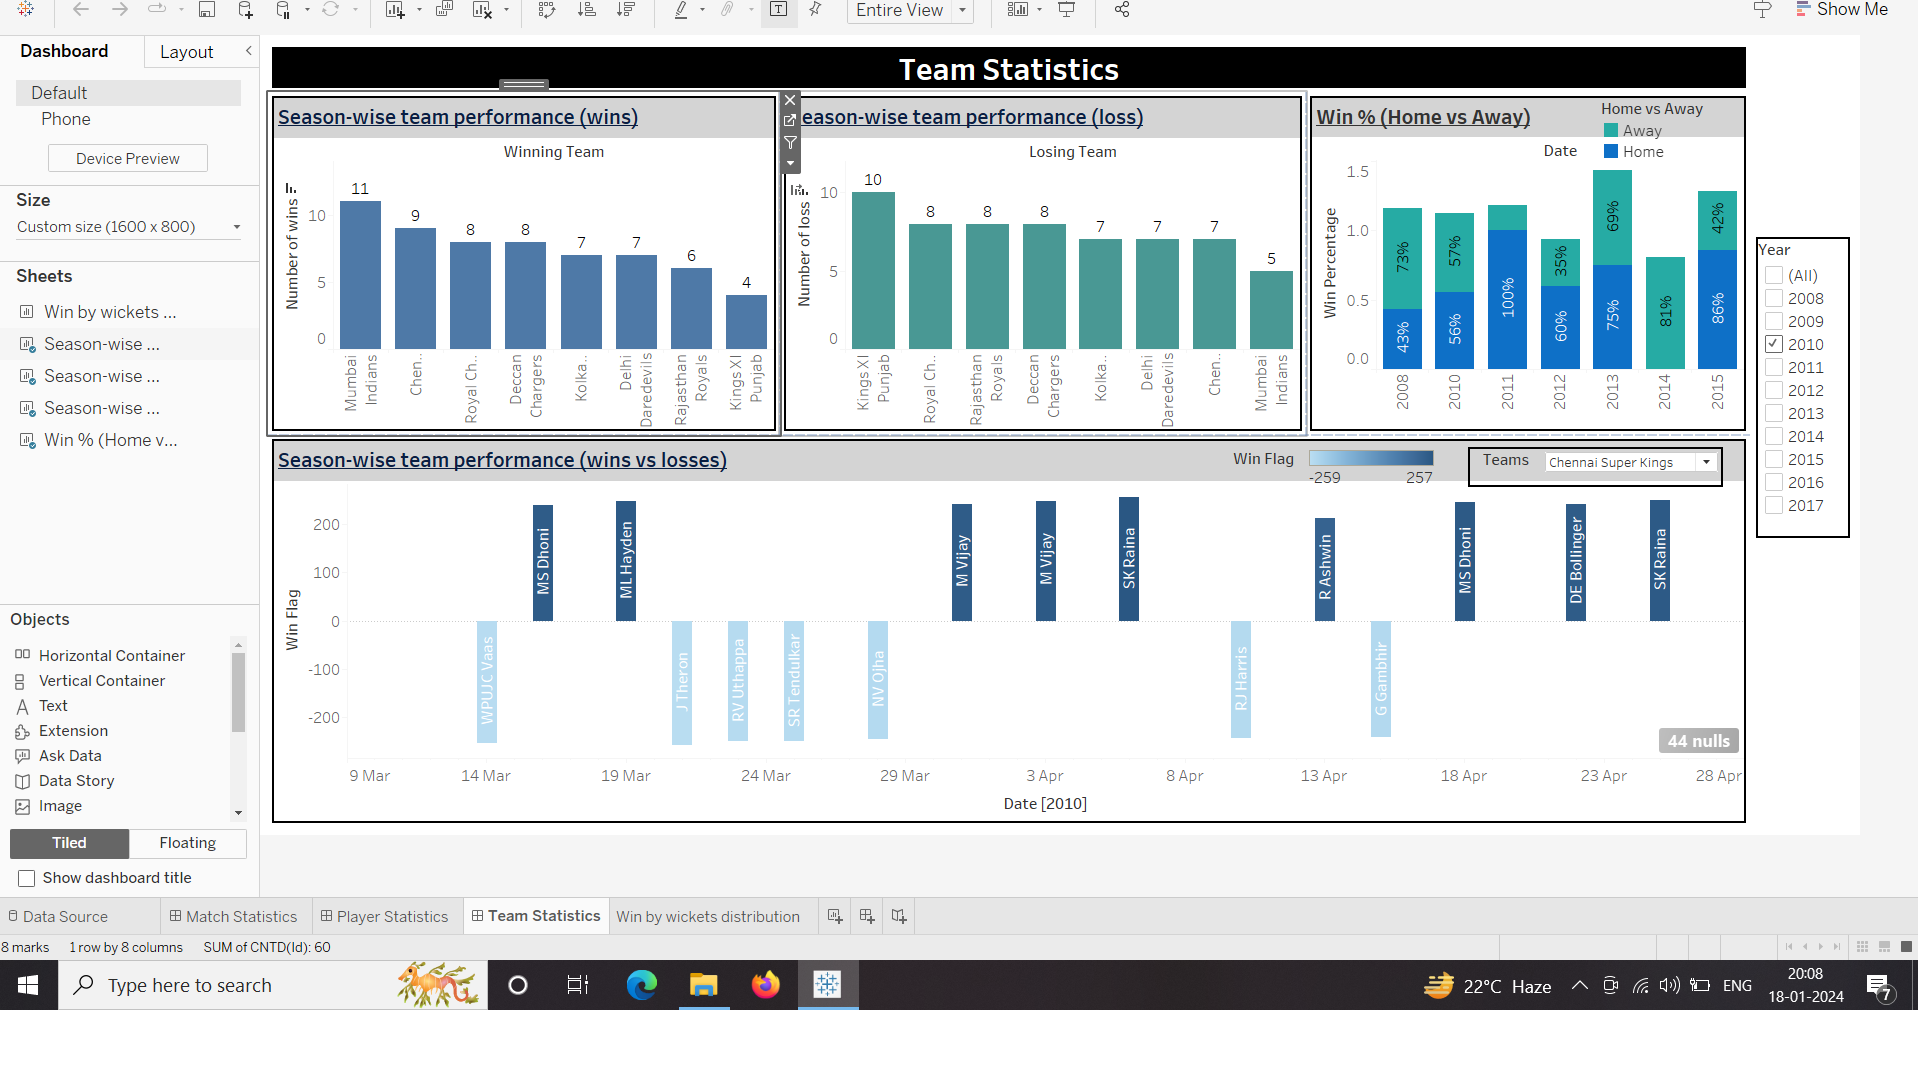 Entire View
Show Me
Dashboard
Layout
Default
Phone
Device Preview
Size
Custom size (1600 x 800)
Sheets
Win by wickets ...
Season-wise ...
Season-wise ...
Season-wise ...
Win % (Home v...
Objects
Horizontal Container
Vertical Container
Text
Extension
Ask Data
Data Story
Image
Tiled
Floating
Show dashboard title
Team Statistics
Season-wise team performance (wins)
Winning Team
Number of wins
10
5
0
11
9
8
8
7
7
6
4
Mumbai Indians
Chen..
Royal Ch..
Deccan Chargers
Kolka..
Delhi Daredevils
Rajasthan Royals
Kings XI Punjab
eason-wise team performance (loss)
Losing Team
Number of loss
10
5
0
10
8
8
8
7
7
7
5
Kings XI Punjab
Royal Ch..
Rajasthan Royals
Deccan Chargers
Kolka..
Delhi Daredevils
Chen..
Mumbai Indians
Win % (Home vs Away)
Home vs Away
Away
Home
Date
Win Percentage
1.5
1.0
0.5
0.0
73%
43%
57%
56%
100%
35%
60%
69%
75%
81%
42%
86%
2008
2010
2011
2012
2013
2014
2015
Year
(All)
2008
2009
2010
2011
2012
2013
2014
2015
2016
2017
Season-wise team performance (wins vs losses)
Win Flag
-259
257
Teams
Chennai Super Kings
Win Flag
200
100
0
-100
-200
WPUJC Vaas
MS Dhoni
ML Hayden
J Theron
RV Uthappa
SR Tendulkar
NV Ojha
M Vijay
M Vijay
SK Raina
RJ Harris
R Ashwin
G Gambhir
MS Dhoni
DE Bollinger
SK Raina
44 nulls
9 Mar
14 Mar
19 Mar
24 Mar
29 Mar
3 Apr
8 Apr
13 Apr
18 Apr
23 Apr
28 Apr
Date [2010]
Data Source
Match Statistics
Player Statistics
Team Statistics
Win by wickets distribution
8 marks
1 row by 8 columns
SUM of CNTD(Id): 60
Type here to search
22°C Haze
ENG
20:08
18-01-2024
7